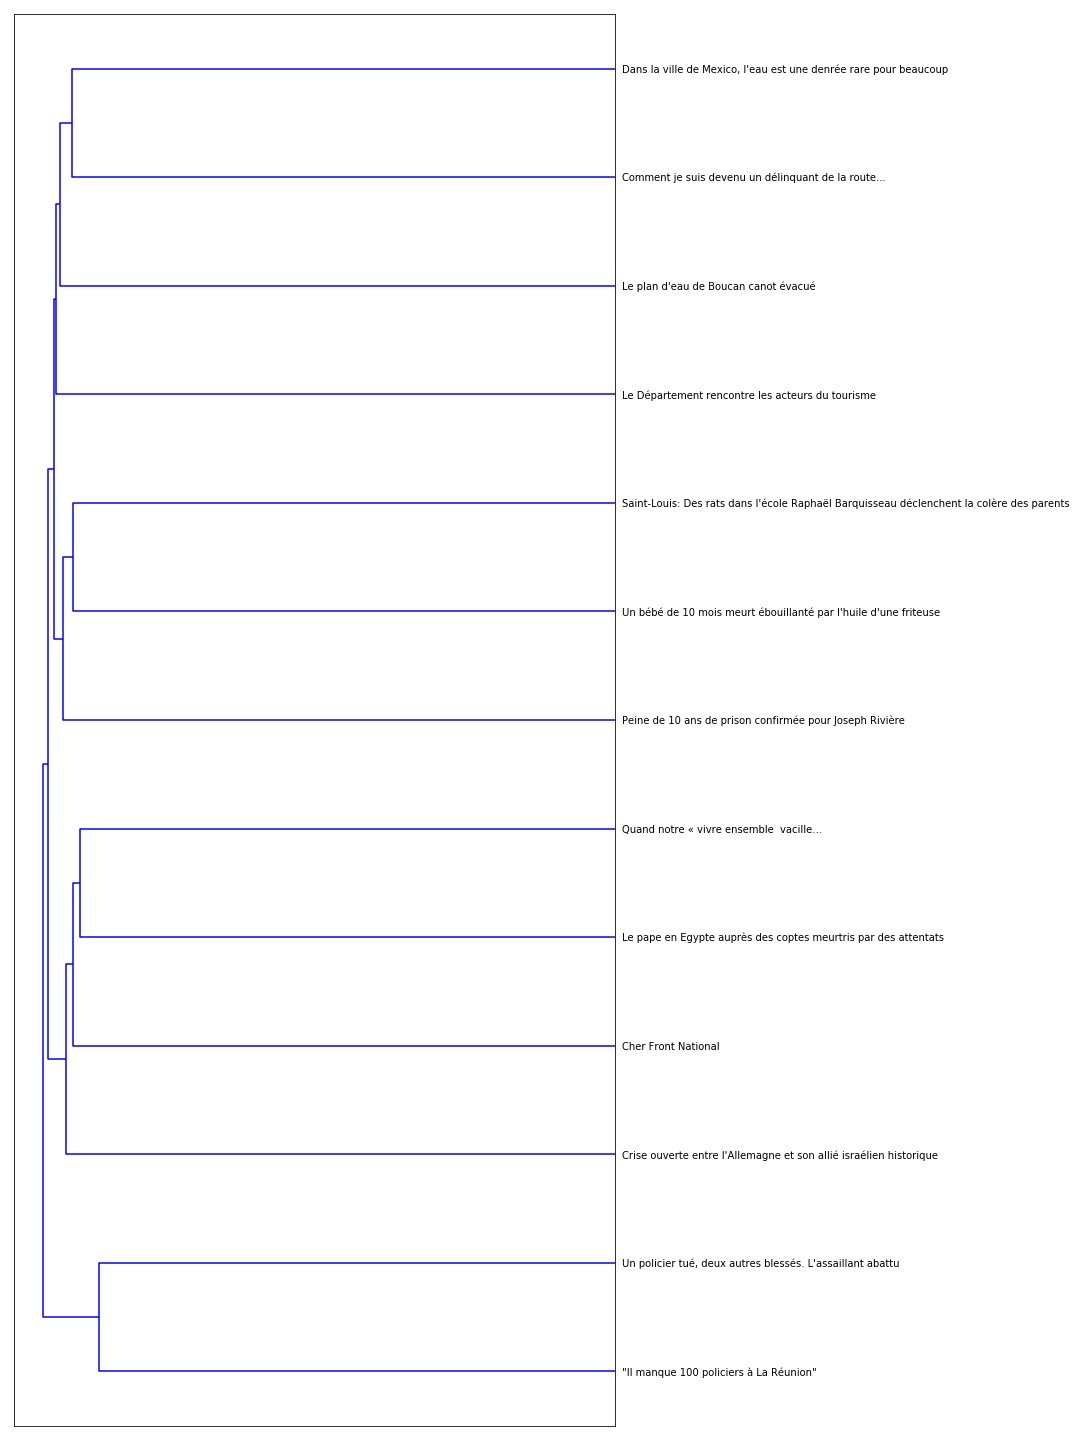 Dans la ville de Mexico, l'eau est une denrée rare pour beaucoup
Comment je suis devenu un délinquant de la route...
Le plan d'eau de Boucan canot évacué
Le Département rencontre les acteurs du tourisme
Saint-Louis: Des rats dans l'école Raphaël Barquisseau déclenchent la colère des parents
Un bébé de 10 mois meurt ébouillanté par l'huile d'une friteuse
Peine de 10 ans de prison confirmée pour Joseph Rivière
Quand notre « vivre ensemble  vacille...
Le pape en Egypte auprès des coptes meurtris par des attentats
Cher Front National
Crise ouverte entre l'Allemagne et son allié israélien historique
Un policier tué, deux autres blessés. L'assaillant abattu
"Il manque 100 policiers à La Réunion"